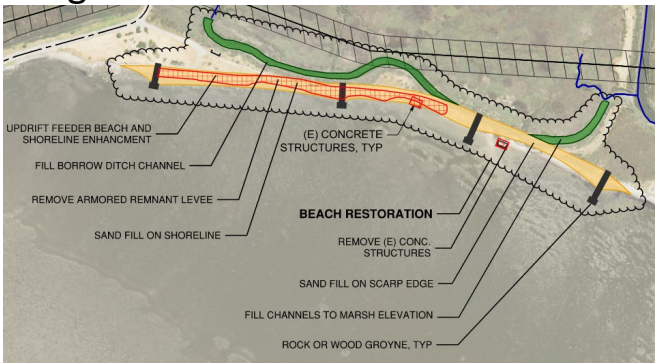 UPDRIFT FEEDER BEACH AND
SHORELINE ENHANCMENT
FILL BORROW DITCH CHANNEL
REMOVE ARMORED REMNANT LEVEE
SAND FILL ON SHORELINE
(E) CONCRETE
STRUCTURES, TYP
BEACH RESTORATION
REMOVE (E) CONC.
STRUCTURES
SAND FILL ON SCARP EDGE
FILL CHANNELS TO MARSH ELEVATION
ROCK OR WOOD GROYNE, TYP